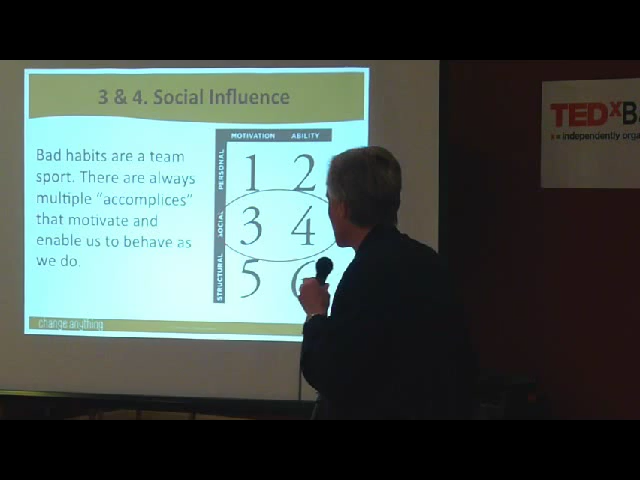 3 & 4. Social Influence
MOTIVATION ABILITY
Bad habits are a team
sport. There are always
multiple "accomplices"
that motivate and
enable us to behave as
we do.
PERSONAL
1 2
SOCIAL
3 4
STRUCTURAL
5 6
change anything
TEDxBa
x = independently orga